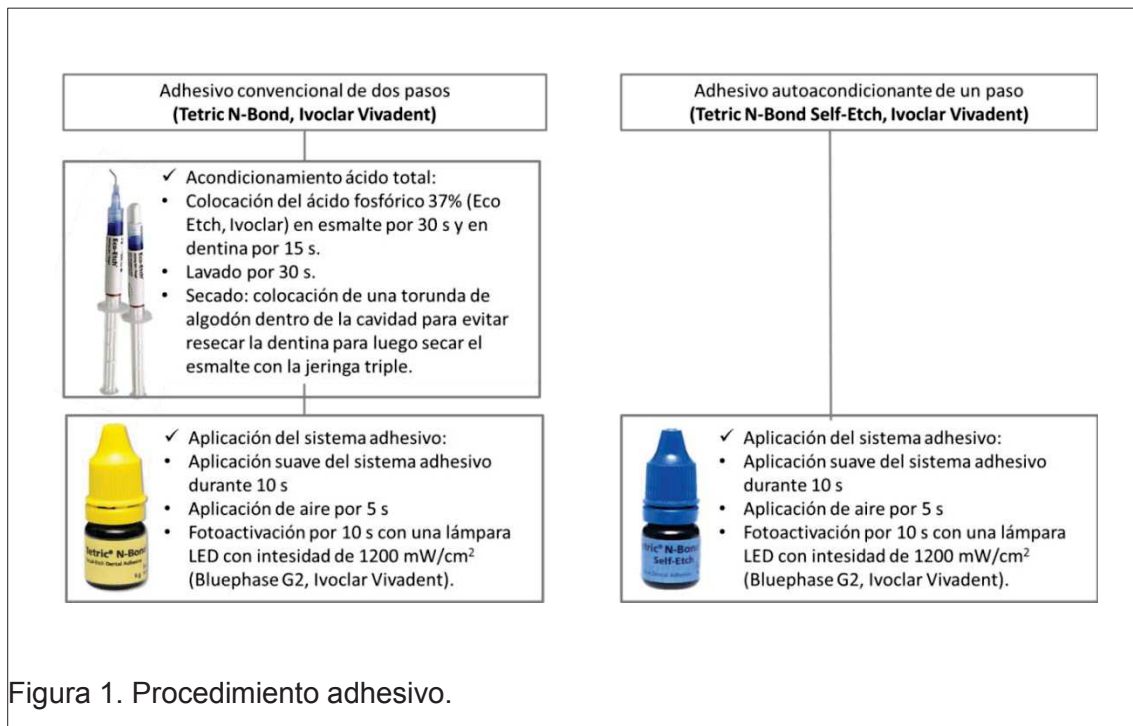 Adhesivo convencional de dos pasos
(Tetric N-Bond, Ivoclar Vivadent)
✓ Acondicionamiento ácido total:
• Colocación del ácido fosfórico 37% (Eco
Etch, Ivoclar) en esmalte por 30 s y en
dentina por 15 s.
• Lavado por 30 s.
• Secado: colocación de una torunda de
algodón dentro de la cavidad para evitar
resecar la dentina para luego secar el
esmalte con la jeringa triple.
Eco-Etch
✓ Aplicación del sistema adhesivo:
• Aplicación suave del sistema adhesivo
durante 10 s
• Aplicación de aire por 5 s
• Fotoactivación por 10 s con una lámpara
LED con intesidad de 1200 mW/cm²
(Bluephase G2, Ivoclar Vivadent).
Tetric® N-Bond
Adhesivo autoacondicionante de un paso
(Tetric N-Bond Self-Etch, Ivoclar Vivadent)
✓ Aplicación del sistema adhesivo:
• Aplicación suave del sistema adhesivo
durante 10 s
• Aplicación de aire por 5 s
• Fotoactivación por 10 s con una lámpara
LED con intesidad de 1200 mW/cm²
(Bluephase G2, Ivoclar Vivadent).
N-Bond
Self-Etch
Figura 1. Procedimiento adhesivo.